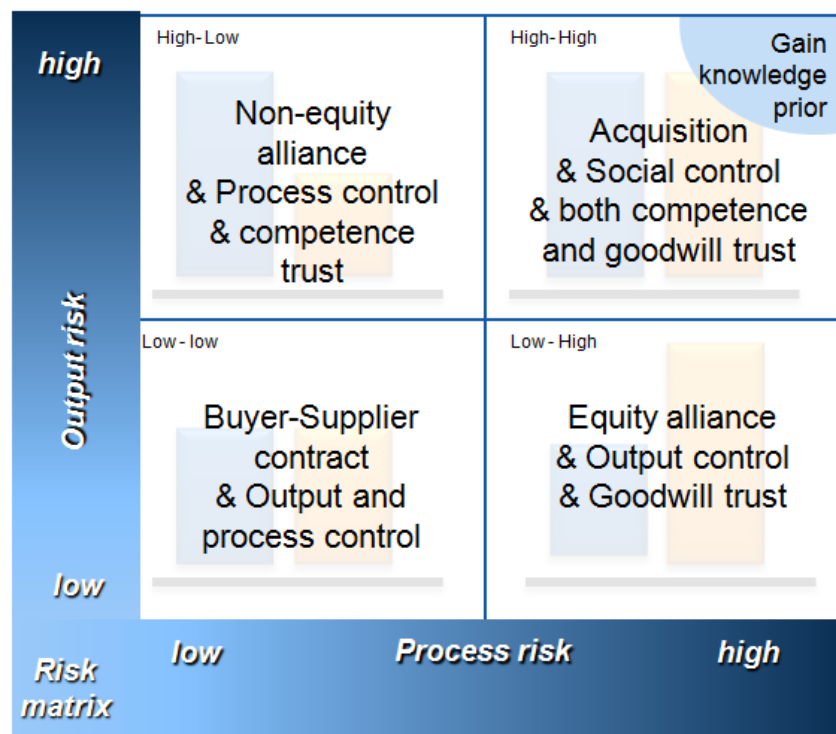 high
High-Low
Non-equity
alliance
& Process control
& competence
trust
High-High
Gain
knowledge
prior
Acquisition
& Social control
& both competence
and goodwill trust
Output risk
Low - low
Buyer-Supplier
contract
& Output and
process control
Low - High
Equity alliance
& Output control
& Goodwill trust
low
Risk
matrix
low
Process risk
high